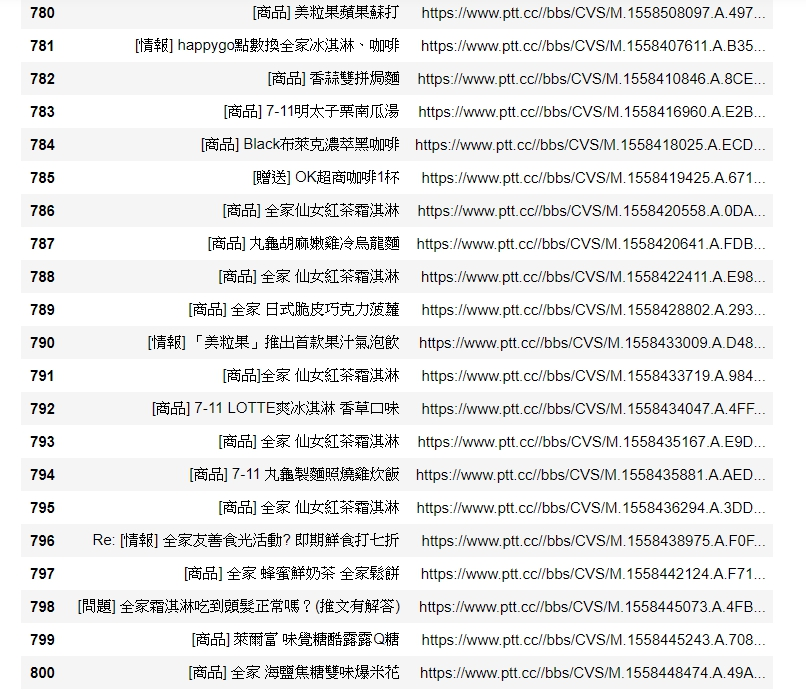 780 [商品] 美粒果蘋果蘇打 https://www.ptt.cc//bbs/CVS/M.1558508097.A.497...
781 [情報] happygo點數換全家冰淇淋、咖啡 https://www.ptt.cc//bbs/CVS/M.1558407611.A.B35...
782 [商品] 香蒜雙拼焗麵 https://www.ptt.cc//bbs/CVS/M.1558410846.A.8CE...
783 [商品] 7-11明太子栗南瓜湯 https://www.ptt.cc//bbs/CVS/M.1558416960.A.E2B...
784 [商品] Black布萊克濃萃黑咖啡 https://www.ptt.cc//bbs/CVS/M.1558418025.A.ECD...
785 [贈送] OK超商咖啡1杯 https://www.ptt.cc//bbs/CVS/M.1558419425.A.671...
786 [商品] 全家仙女紅茶霜淇淋 https://www.ptt.cc//bbs/CVS/M.1558420558.A.0DA...
787 [商品] 丸龜胡麻嫩雞冷烏龍麵 https://www.ptt.cc//bbs/CVS/M.1558420641.A.FDB...
788 [商品] 全家 仙女紅茶霜淇淋 https://www.ptt.cc//bbs/CVS/M.1558422411.A.E98...
789 [商品] 全家 日式脆皮巧克力菠蘿 https://www.ptt.cc//bbs/CVS/M.1558428802.A.293...
790 [情報] 「美粒果」推出首款果汁氣泡飲 https://www.ptt.cc//bbs/CVS/M.1558433009.A.D48...
791 [商品]全家 仙女紅茶霜淇淋 https://www.ptt.cc//bbs/CVS/M.1558433719.A.984...
792 [商品] 7-11 LOTTE爽冰淇淋 香草口味 https://www.ptt.cc//bbs/CVS/M.1558434047.A.4FF...
793 [商品] 全家 仙女紅茶霜淇淋 https://www.ptt.cc//bbs/CVS/M.1558435167.A.E9D...
794 [商品] 7-11 丸龜製麵照燒雞炊飯 https://www.ptt.cc//bbs/CVS/M.1558435881.A.AED...
795 [商品] 全家 仙女紅茶霜淇淋 https://www.ptt.cc//bbs/CVS/M.1558436294.A.3DD...
796 Re: [情報] 全家友善食光活動? 即期鮮食打七折 https://www.ptt.cc//bbs/CVS/M.1558438975.A.F0F...
797 [商品] 全家 蜂蜜鮮奶茶 全家鬆餅 https://www.ptt.cc//bbs/CVS/M.1558442124.A.F71...
798 [問題] 全家霜淇淋吃到頭髮正常嗎？(推文有解答) https://www.ptt.cc//bbs/CVS/M.1558445073.A.4FB...
799 [商品] 萊爾富 味覺糖酷露露Q糖 https://www.ptt.cc//bbs/CVS/M.1558445243.A.708...
800 [商品] 全家 海鹽焦糖雙味爆米花 https://www.ptt.cc//bbs/CVS/M.1558448474.A.49A...